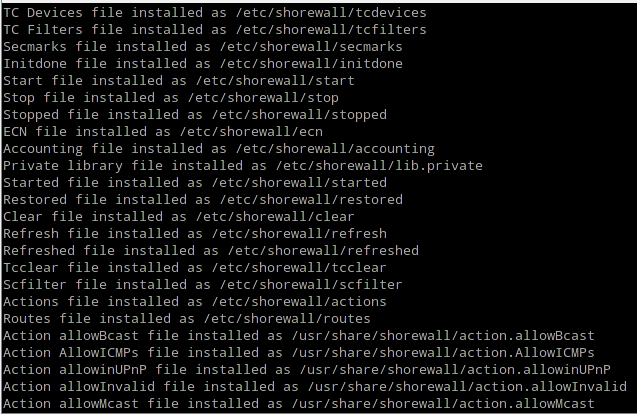 TC Devices file installed as /etc/shorewall/tcdevices
TC Filters file installed as /etc/shorewall/tcfilters
Secmarks file installed as /etc/shorewall/secmarks
Initdone file installed as /etc/shorewall/initdone
Start file installed as /etc/shorewall/start
Stop file installed as /etc/shorewall/stop
Stopped file installed as /etc/shorewall/stopped
ECN file installed as /etc/shorewall/ecn
Accounting file installed as /etc/shorewall/accounting
Private library file installed as /etc/shorewall/lib.private
Started file installed as /etc/shorewall/started
Restored file installed as /etc/shorewall/restored
Clear file installed as /etc/shorewall/clear
Refresh file installed as /etc/shorewall/refresh
Refreshed file installed as /etc/shorewall/refreshed
Tcclear file installed as /etc/shorewall/tcclear
Scfilter file installed as /etc/shorewall/scfilter
Actions file installed as /etc/shorewall/actions
Routes file installed as /etc/shorewall/routes
Action allowBcast file installed as /usr/share/shorewall/action.allowBcast
Action AllowICMPs file installed as /usr/share/shorewall/action.AllowICMPs
Action allowinUPnP file installed as /usr/share/shorewall/action.allowinUPnP
Action allowInvalid file installed as /usr/share/shorewall/action.allowInvalid
Action allowMcast file installed as /usr/share/shorewall/action.allowMcast